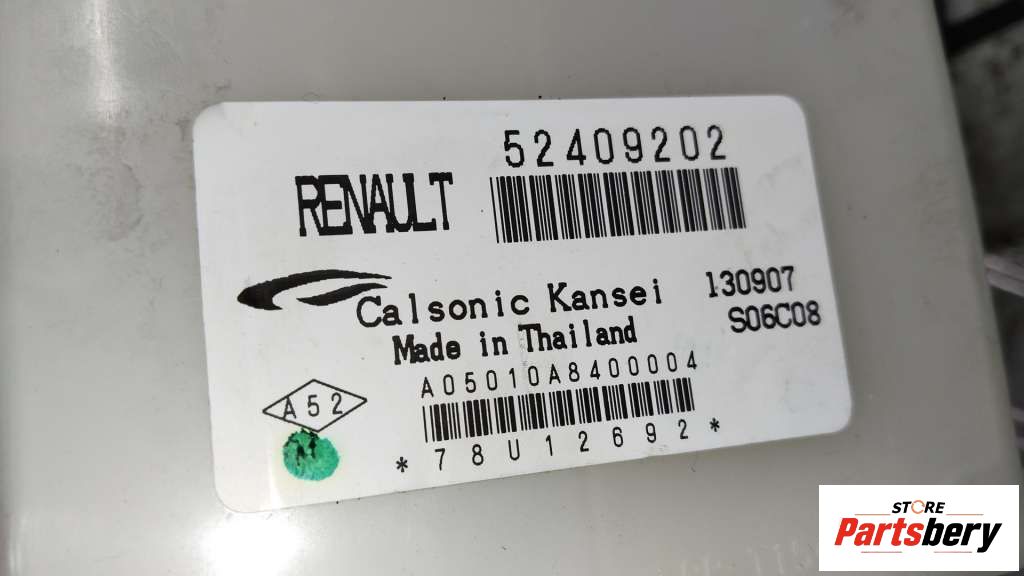 52409202
RENAULT
Calsonic Kansei
130907
S06C08
Made in Thailand
A05010A8400004
A52
*78U12692*
STORE
Partsbery